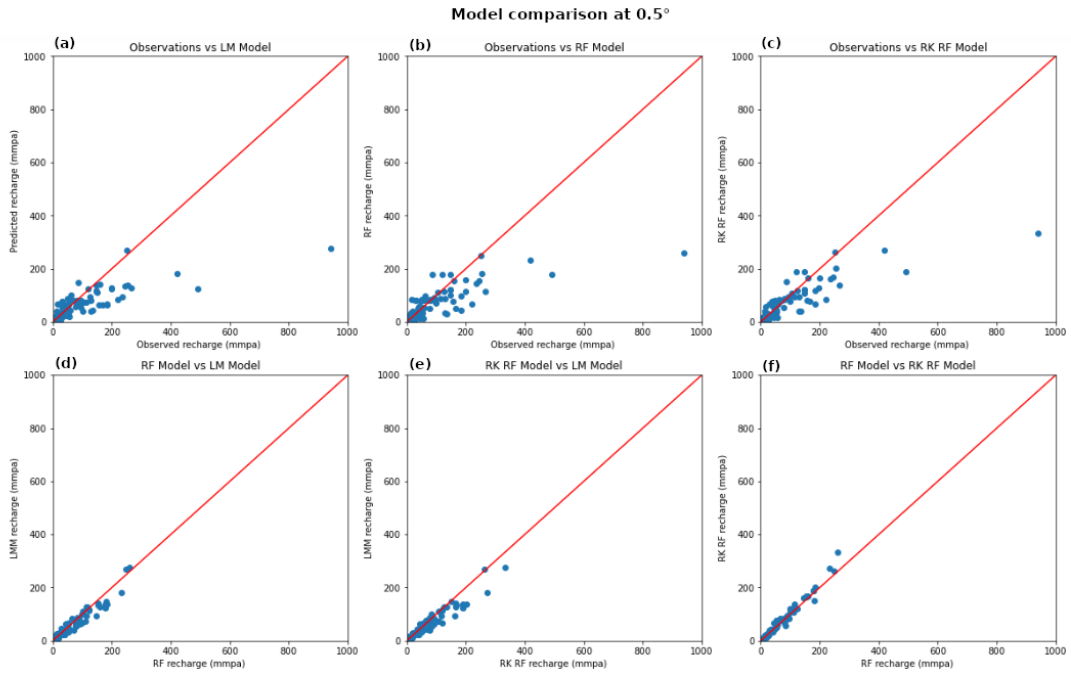 Model comparison at 0.5°
(a)
Observations vs LM Model
1000
800
600
400
200
0
0 200 400 600 800 1000
Predicted recharge (mmpa)
Observed recharge (mmpa)
(b)
Observations vs RF Model
1000
800
600
400
200
0
0 200 400 600 800 1000
RF recharge (mmpa)
Observed recharge (mmpa)
(c)
Observations vs RK RF Model
1000
800
600
400
200
0
0 200 400 600 800 1000
RK RF recharge (mmpa)
Observed recharge (mmpa)
(d)
RF Model vs LM Model
1000
800
600
400
200
0
0 200 400 600 800 1000
LMM recharge (mmpa)
RF recharge (mmpa)
(e)
RK RF Model vs LM Model
1000
800
600
400
200
0
0 200 400 600 800 1000
LMM recharge (mmpa)
RK RF recharge (mmpa)
(f)
RF Model vs RK RF Model
1000
800
600
400
200
0
0 200 400 600 800 1000
RK RF recharge (mmpa)
RF recharge (mmpa)